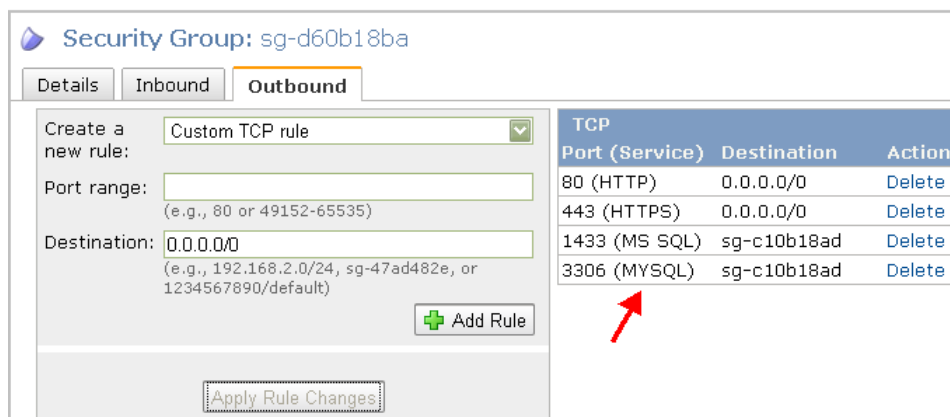 Security Group: sg-d60b18ba
Details Inbound Outbound
Create a new rule:
Custom TCP rule
Port range:
(e.g., 80 or 49152-65535)
Destination:
0.0.0.0/0
(e.g., 192.168.2.0/24, sg-47ad482e, or
1234567890/default)
Add Rule
Apply Rule Changes
TCP
Port (Service) Destination Action
80 (HTTP) 0.0.0.0/0 Delete
443 (HTTPS) 0.0.0.0/0 Delete
1433 (MS SQL) sg-c10b18ad Delete
3306 (MYSQL) sg-c10b18ad Delete